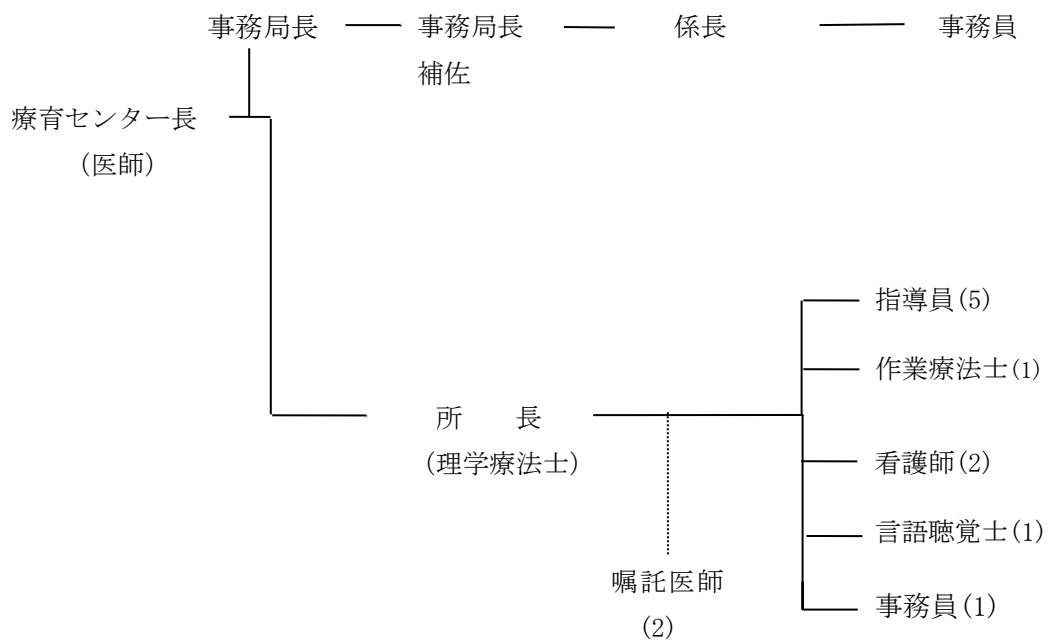 事務局長 事務局長 係長 事務員
補佐
療育センター長
(医師)
指導員(5)
作業療法士(1)
所 長
(理学療法士)
看護師(2)
言語聴覚士(1)
嘱託医師
(2)
事務員(1)